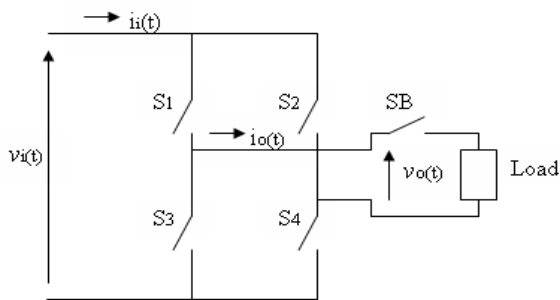 ii(t)
S1
S2
SB
io(t)
vi(t)
vo(t)
Load
S3
S4